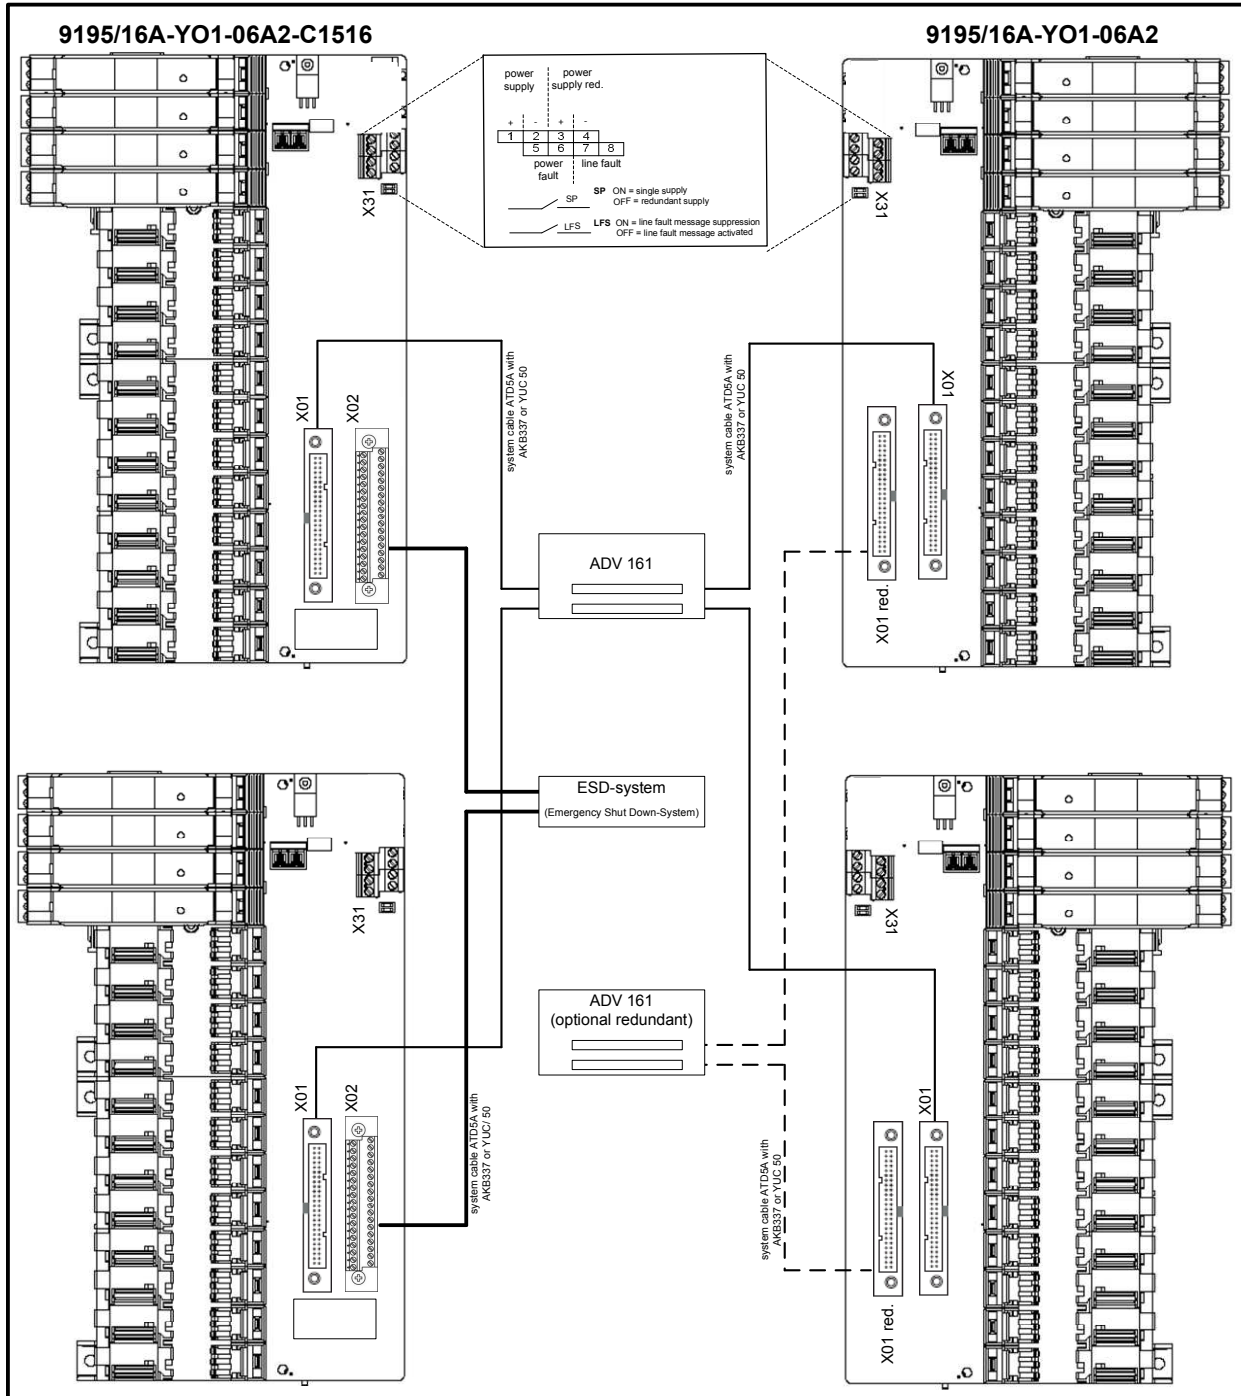 9195/16A-YO1-06A2-C1516
9195/16A-YO1-06A2
power supply
power supply red.
+ - + -
1 2 3 4
5 6 7 8
power fault
line fault
SP
SP ON = single supply
OFF = redundant supply
LFS
LFS ON = line fault message suppression
OFF = line fault message activated
X31
X31
X01
X02
system cable ATD5A with
AKB337 or YUC 50
system cable ATD5A with
AKB337 or YUC 50
X01
X01 red.
ADV 161
ESD-system
(Emergency Shut Down-System)
X31
X31
ADV 161
(optional redundant)
X01
X02
system cable ATD5A with
AKB337 or YUC/ 50
system cable ATD5A with
AKB337 or YUC 50
X01
X01 red.